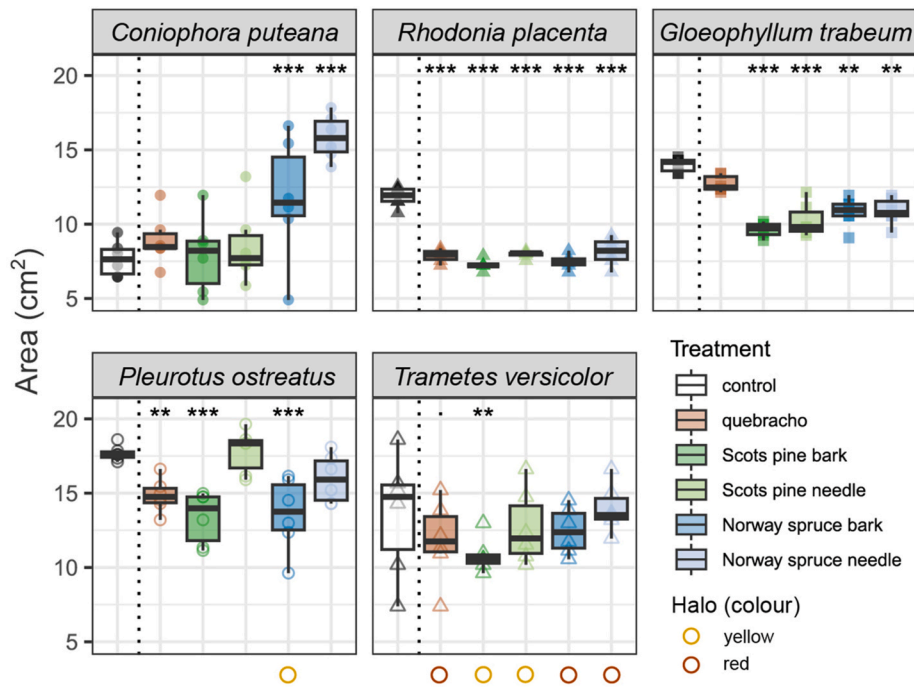 Coniophora puteana
Rhodonia placenta
Gloeophyllum trabeum
*** ***
*** *** *** *** ***
*** *** ** **
20
15
10
5
Area (cm²)
Pleurotus ostreatus
Trametes versicolor
** *** ***
. **
20
15
10
5
Treatment
control
quebracho
Scots pine bark
Scots pine needle
Norway spruce bark
Norway spruce needle
Halo (colour)
yellow
red